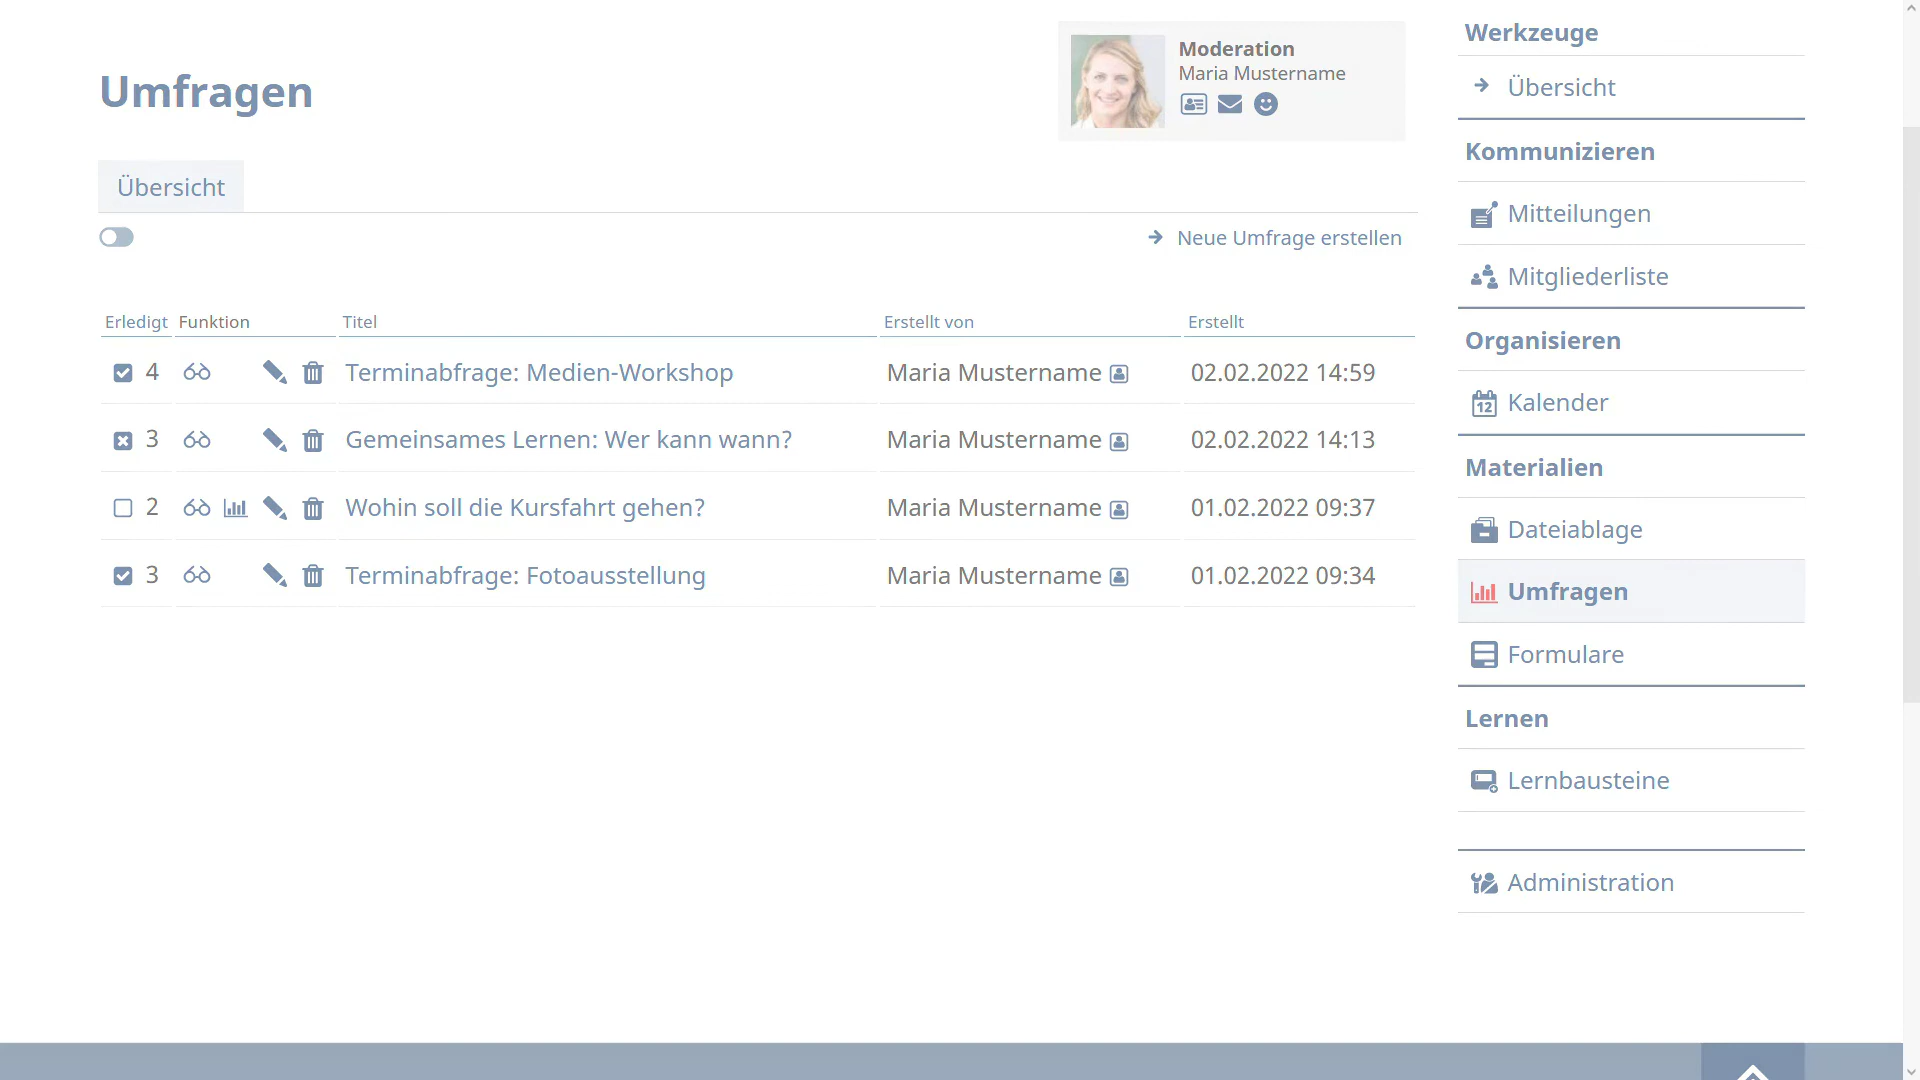 Umfragen
Moderation
Maria Mustername
Übersicht
Neue Umfrage erstellen
Erledigt Funktion Titel Erstellt von Erstellt
4 Terminabfrage: Medien-Workshop Maria Mustername 02.02.2022 14:59
3 Gemeinsames Lernen: Wer kann wann? Maria Mustername 02.02.2022 14:13
2 Wohin soll die Kursfahrt gehen? Maria Mustername 01.02.2022 09:37
3 Terminabfrage: Fotoausstellung Maria Mustername 01.02.2022 09:34
Werkzeuge
Übersicht
Kommunizieren
Mitteilungen
Mitgliederliste
Organisieren
12 Kalender
Materialien
Dateiablage
Umfragen
Formulare
Lernen
Lernbausteine
Administration